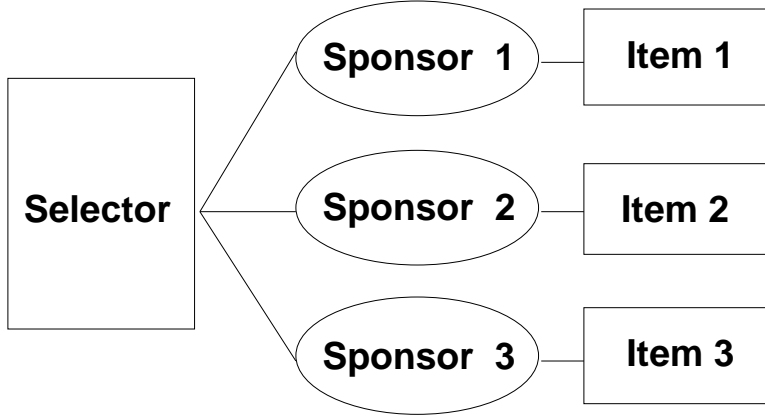 Selector
Sponsor 1
Item 1
Sponsor 2
Item 2
Sponsor 3
Item 3